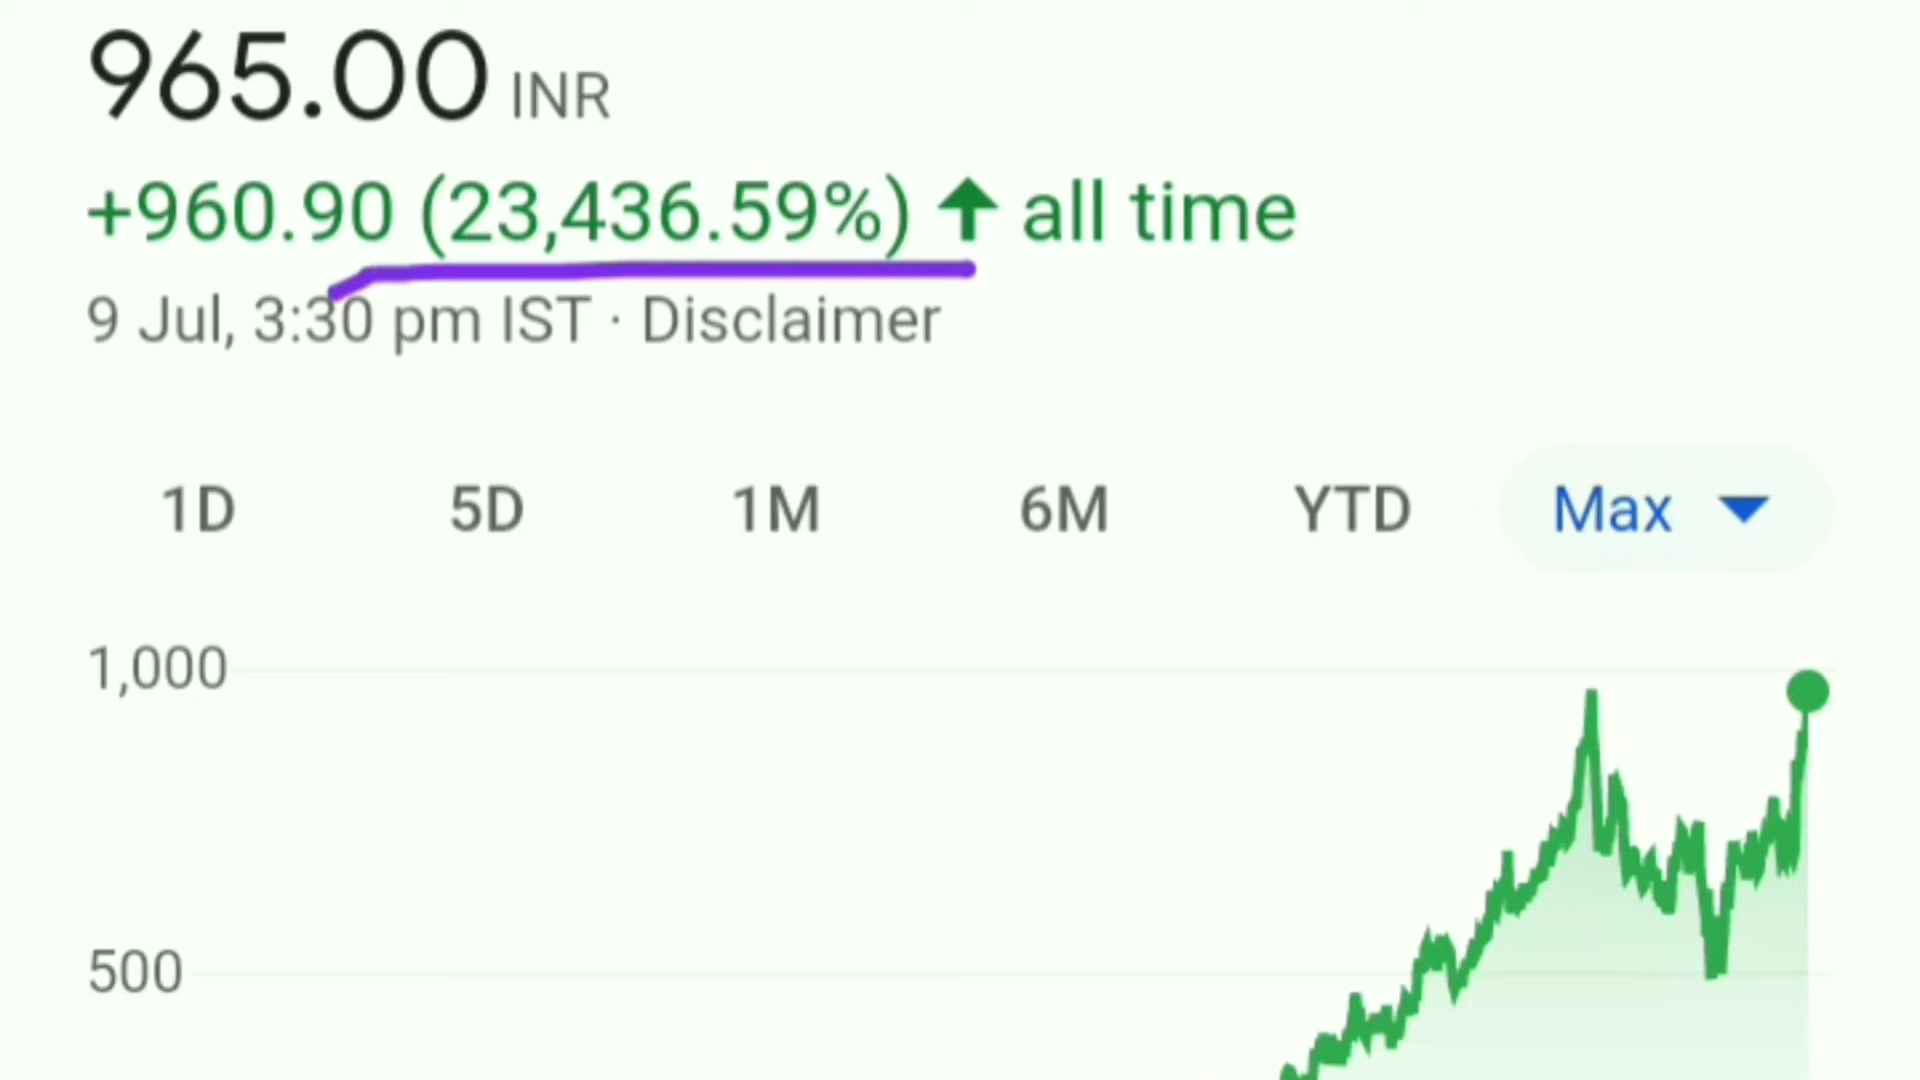 965.00 INR
+960.90 (23,436.59%) ↑ all time
9 Jul, 3:30 pm IST · Disclaimer
1D 5D 1M 6M YTD Max
1,000
500